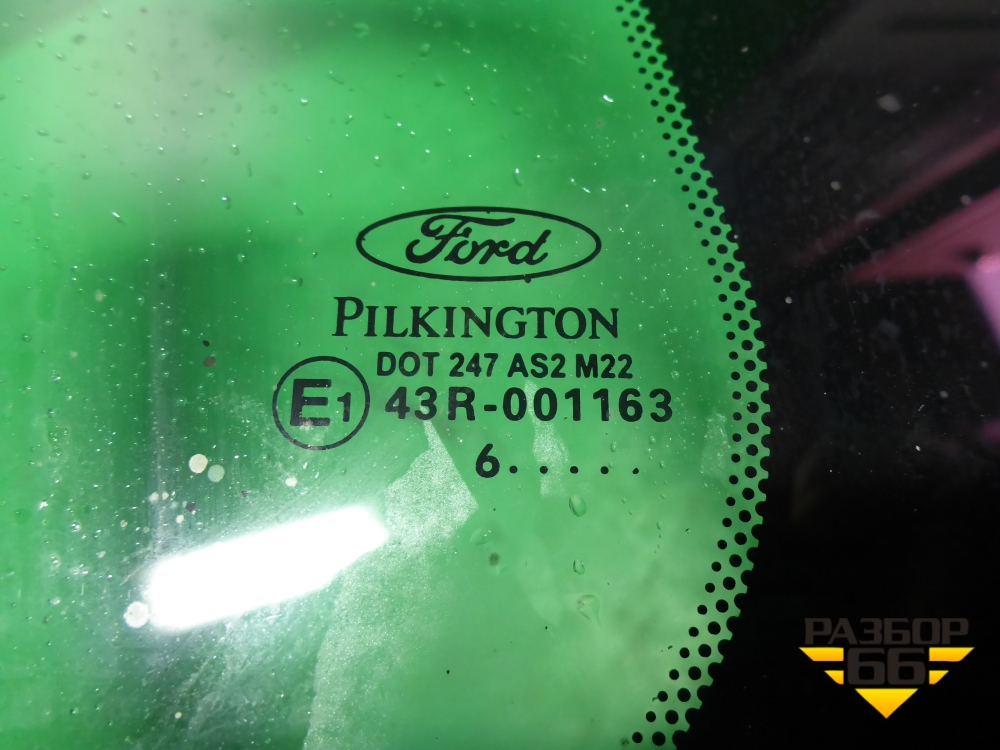 Ford
PILKINGTON
DOT 247 AS2 M22
E1 43R-001163
6.....
РАЗБОР
66